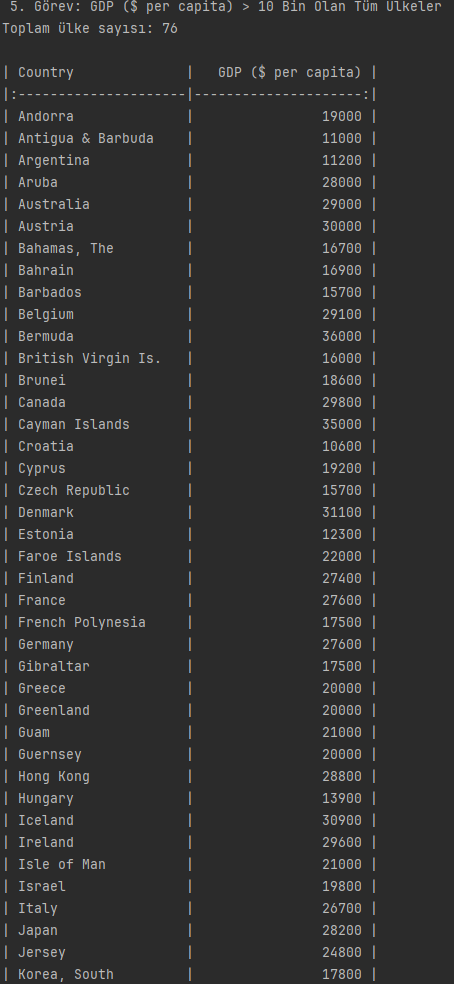 5. Görev: GDP ($ per capita) > 10 Bin Olan Tüm Ülkeler
Toplam ülke sayısı: 76
| Country | GDP ($ per capita) |
|:---------------------|---------------------:|
| Andorra | 19000 |
| Antigua & Barbuda | 11000 |
| Argentina | 11200 |
| Aruba | 28000 |
| Australia | 29000 |
| Austria | 30000 |
| Bahamas, The | 16700 |
| Bahrain | 16900 |
| Barbados | 15700 |
| Belgium | 29100 |
| Bermuda | 36000 |
| British Virgin Is. | 16000 |
| Brunei | 18600 |
| Canada | 29800 |
| Cayman Islands | 35000 |
| Croatia | 10600 |
| Cyprus | 19200 |
| Czech Republic | 15700 |
| Denmark | 31100 |
| Estonia | 12300 |
| Faroe Islands | 22000 |
| Finland | 27400 |
| France | 27600 |
| French Polynesia | 17500 |
| Germany | 27600 |
| Gibraltar | 17500 |
| Greece | 20000 |
| Greenland | 20000 |
| Guam | 21000 |
| Guernsey | 20000 |
| Hong Kong | 28800 |
| Hungary | 13900 |
| Iceland | 30900 |
| Ireland | 29600 |
| Isle of Man | 21000 |
| Israel | 19800 |
| Italy | 26700 |
| Japan | 28200 |
| Jersey | 24800 |
| Korea, South | 17800 |